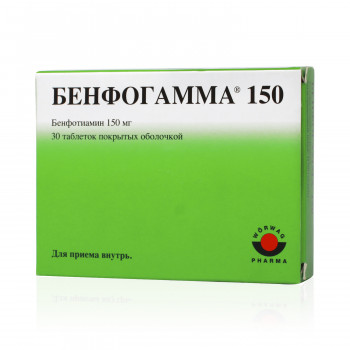 БЕНФОГАММА® 150
Бенфотиамин 150 мг
30 таблеток покрытых оболочкой
Для приема внутрь.
WÖRWAG
PHARMA